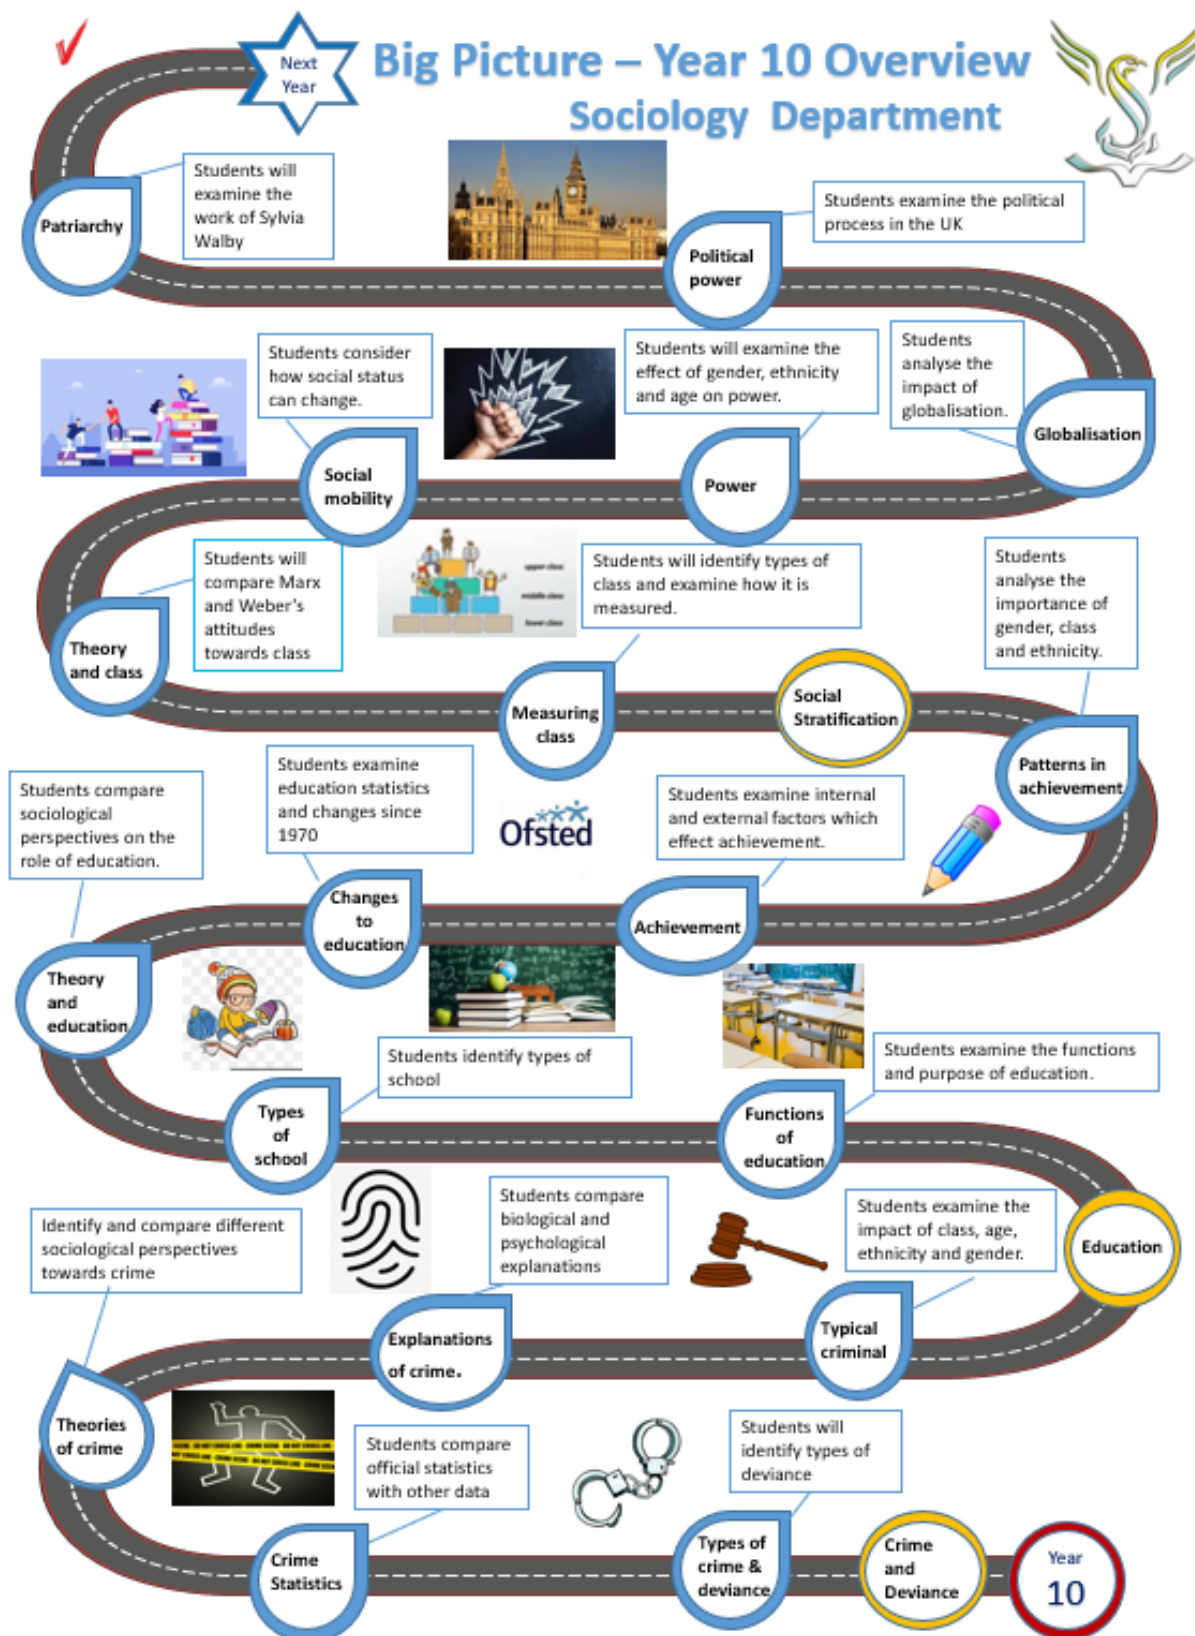 Next
Year
Big Picture – Year 10 Overview
Sociology Department
Students will
examine the
work of Sylvia
Walby
Patriarchy
Students examine the political
process in the UK
Political
power
Students consider
how social status
can change.
Students will examine the
effect of gender, ethnicity
and age on power.
Students
analyse the
impact of
globalisation.
Globalisation
Social
mobility
Power
Students will
compare Marx
and Weber's
attitudes
towards class
upper class
middle class
lower class
Students will identify types of
class and examine how it is
measured.
Students
analyse the
importance of
gender, class
and ethnicity.
Theory
and class
Measuring
class
Social
Stratification
Patterns in
achievement
Students compare
sociological
perspectives on the
role of education.
Students examine
education statistics
and changes since
1970
Ofsted
Students examine internal
and external factors which
effect achievement.
Changes
to
education
Achievement
Theory
and
education
Students identify types of
school
Students examine the functions
and purpose of education.
Types
of
school
Functions
of
education
Identify and compare different
sociological perspectives
towards crime
Students compare
biological and
psychological
explanations
Students examine the
impact of class, age,
ethnicity and gender.
Education
Explanations
of crime.
Typical
criminal
Theories
of crime
Students compare
official statistics
with other data
Students will
identify types of
deviance
Crime
Statistics
Types of
crime &
deviance
Crime
and
Deviance
Year
10